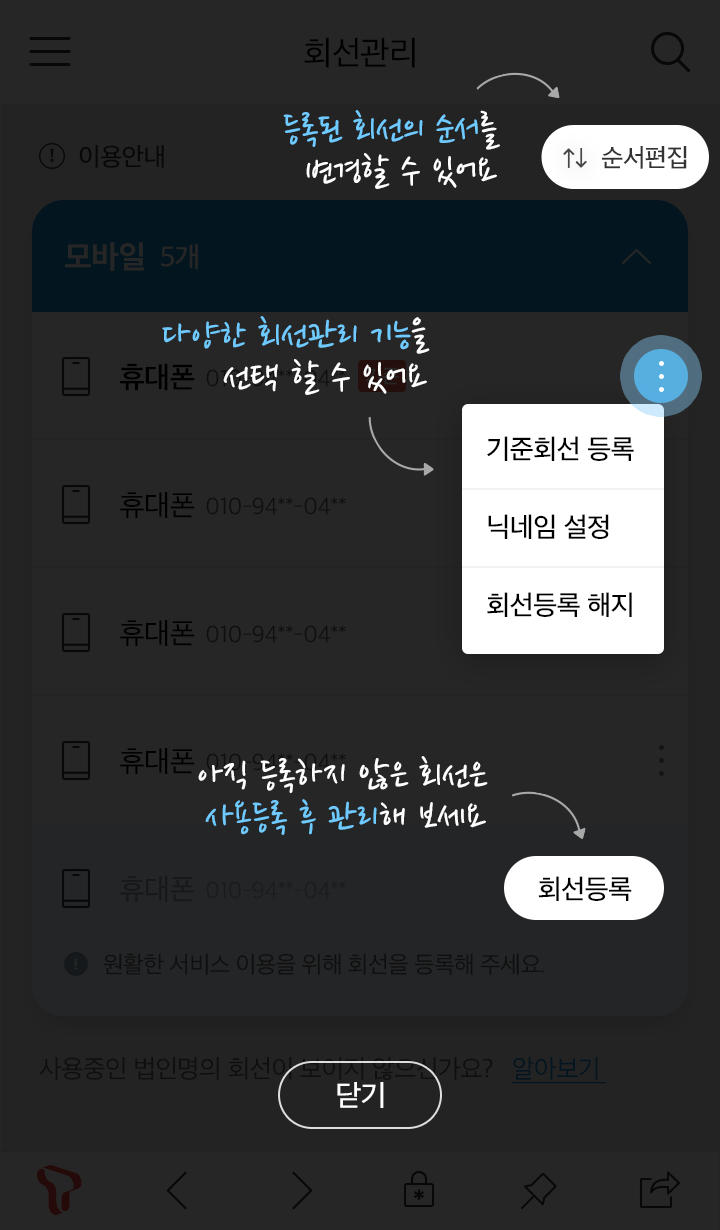 회선관리
등록된 회선의 순서를
변경할 수 있어요
이용안내
순서편집
모바일 5개
다양한 회선관리 기능을
선택 할 수 있어요
휴대폰
기준회선 등록
닉네임 설정
회선등록 해지
휴대폰 010-94**-04**
휴대폰 010-94**-04**
휴대폰 010-94**-04**
아직 등록하지 않은 회선은
사용등록 후 관리해 보세요
휴대폰 010-94**-04**
회선등록
원활한 서비스 이용을 위해 회선을 등록해 주세요.
사용중인 법인명의 회선이 보이지 않으신가요? 알아보기
닫기